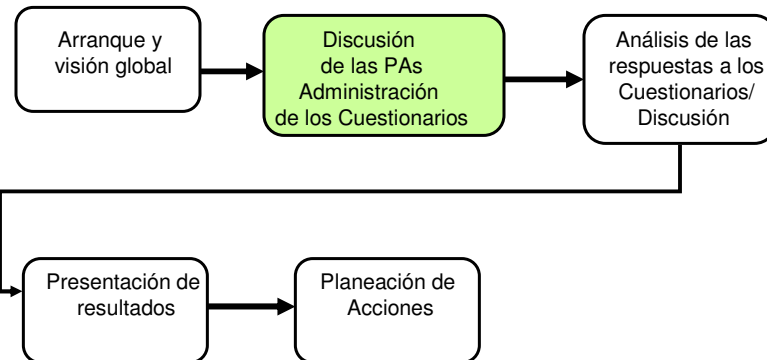 Arranque y
visión global
Discusión
de las PAs
Administración
de los Cuestionarios
Análisis de las
respuestas a los
Cuestionarios/
Discusión
Presentación de
resultados
Planeación de
Acciones